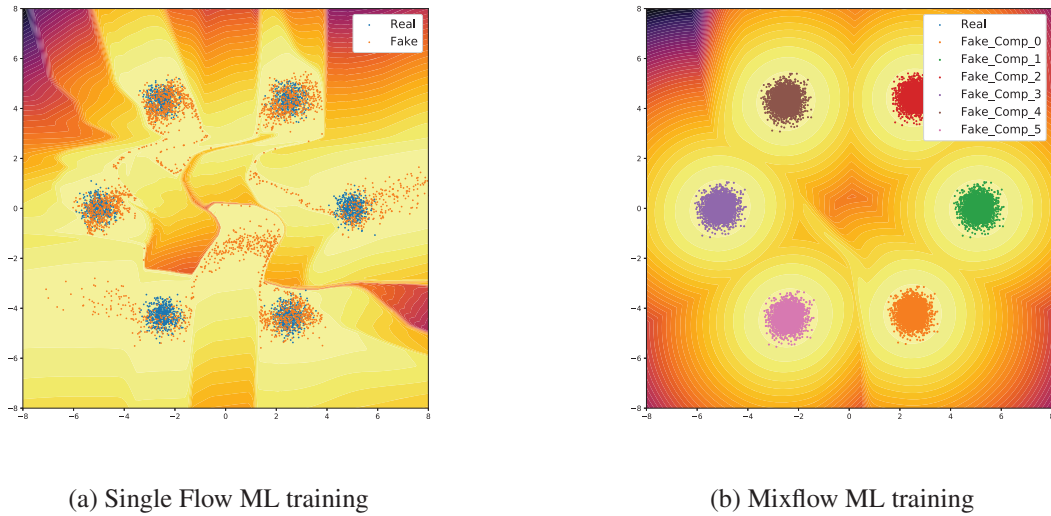 8
6
4
2
0
−2
−4
−6
−8
−8 −6 −4 −2 0 2 4 6 8
Real
Fake
(a) Single Flow ML training
8
6
4
2
0
−2
−4
−6
−8
−8 −6 −4 −2 0 2 4 6 8
Real
Fake_Comp_0
Fake_Comp_1
Fake_Comp_2
Fake_Comp_3
Fake_Comp_4
Fake_Comp_5
(b) Mixflow ML training